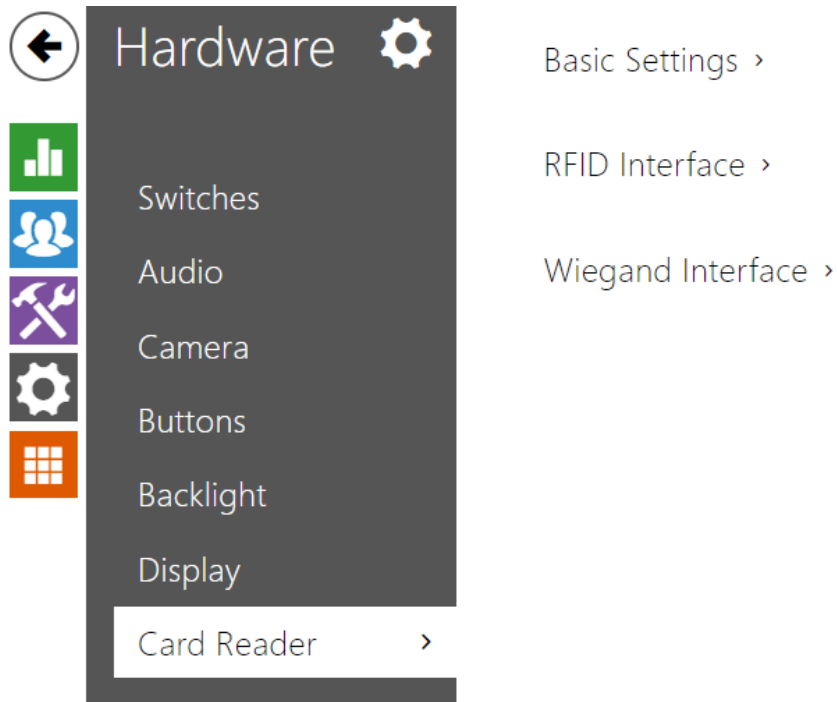 Hardware
Switches
Audio
Camera
Buttons
Backlight
Display
Card Reader
Basic Settings
RFID Interface
Wiegand Interface